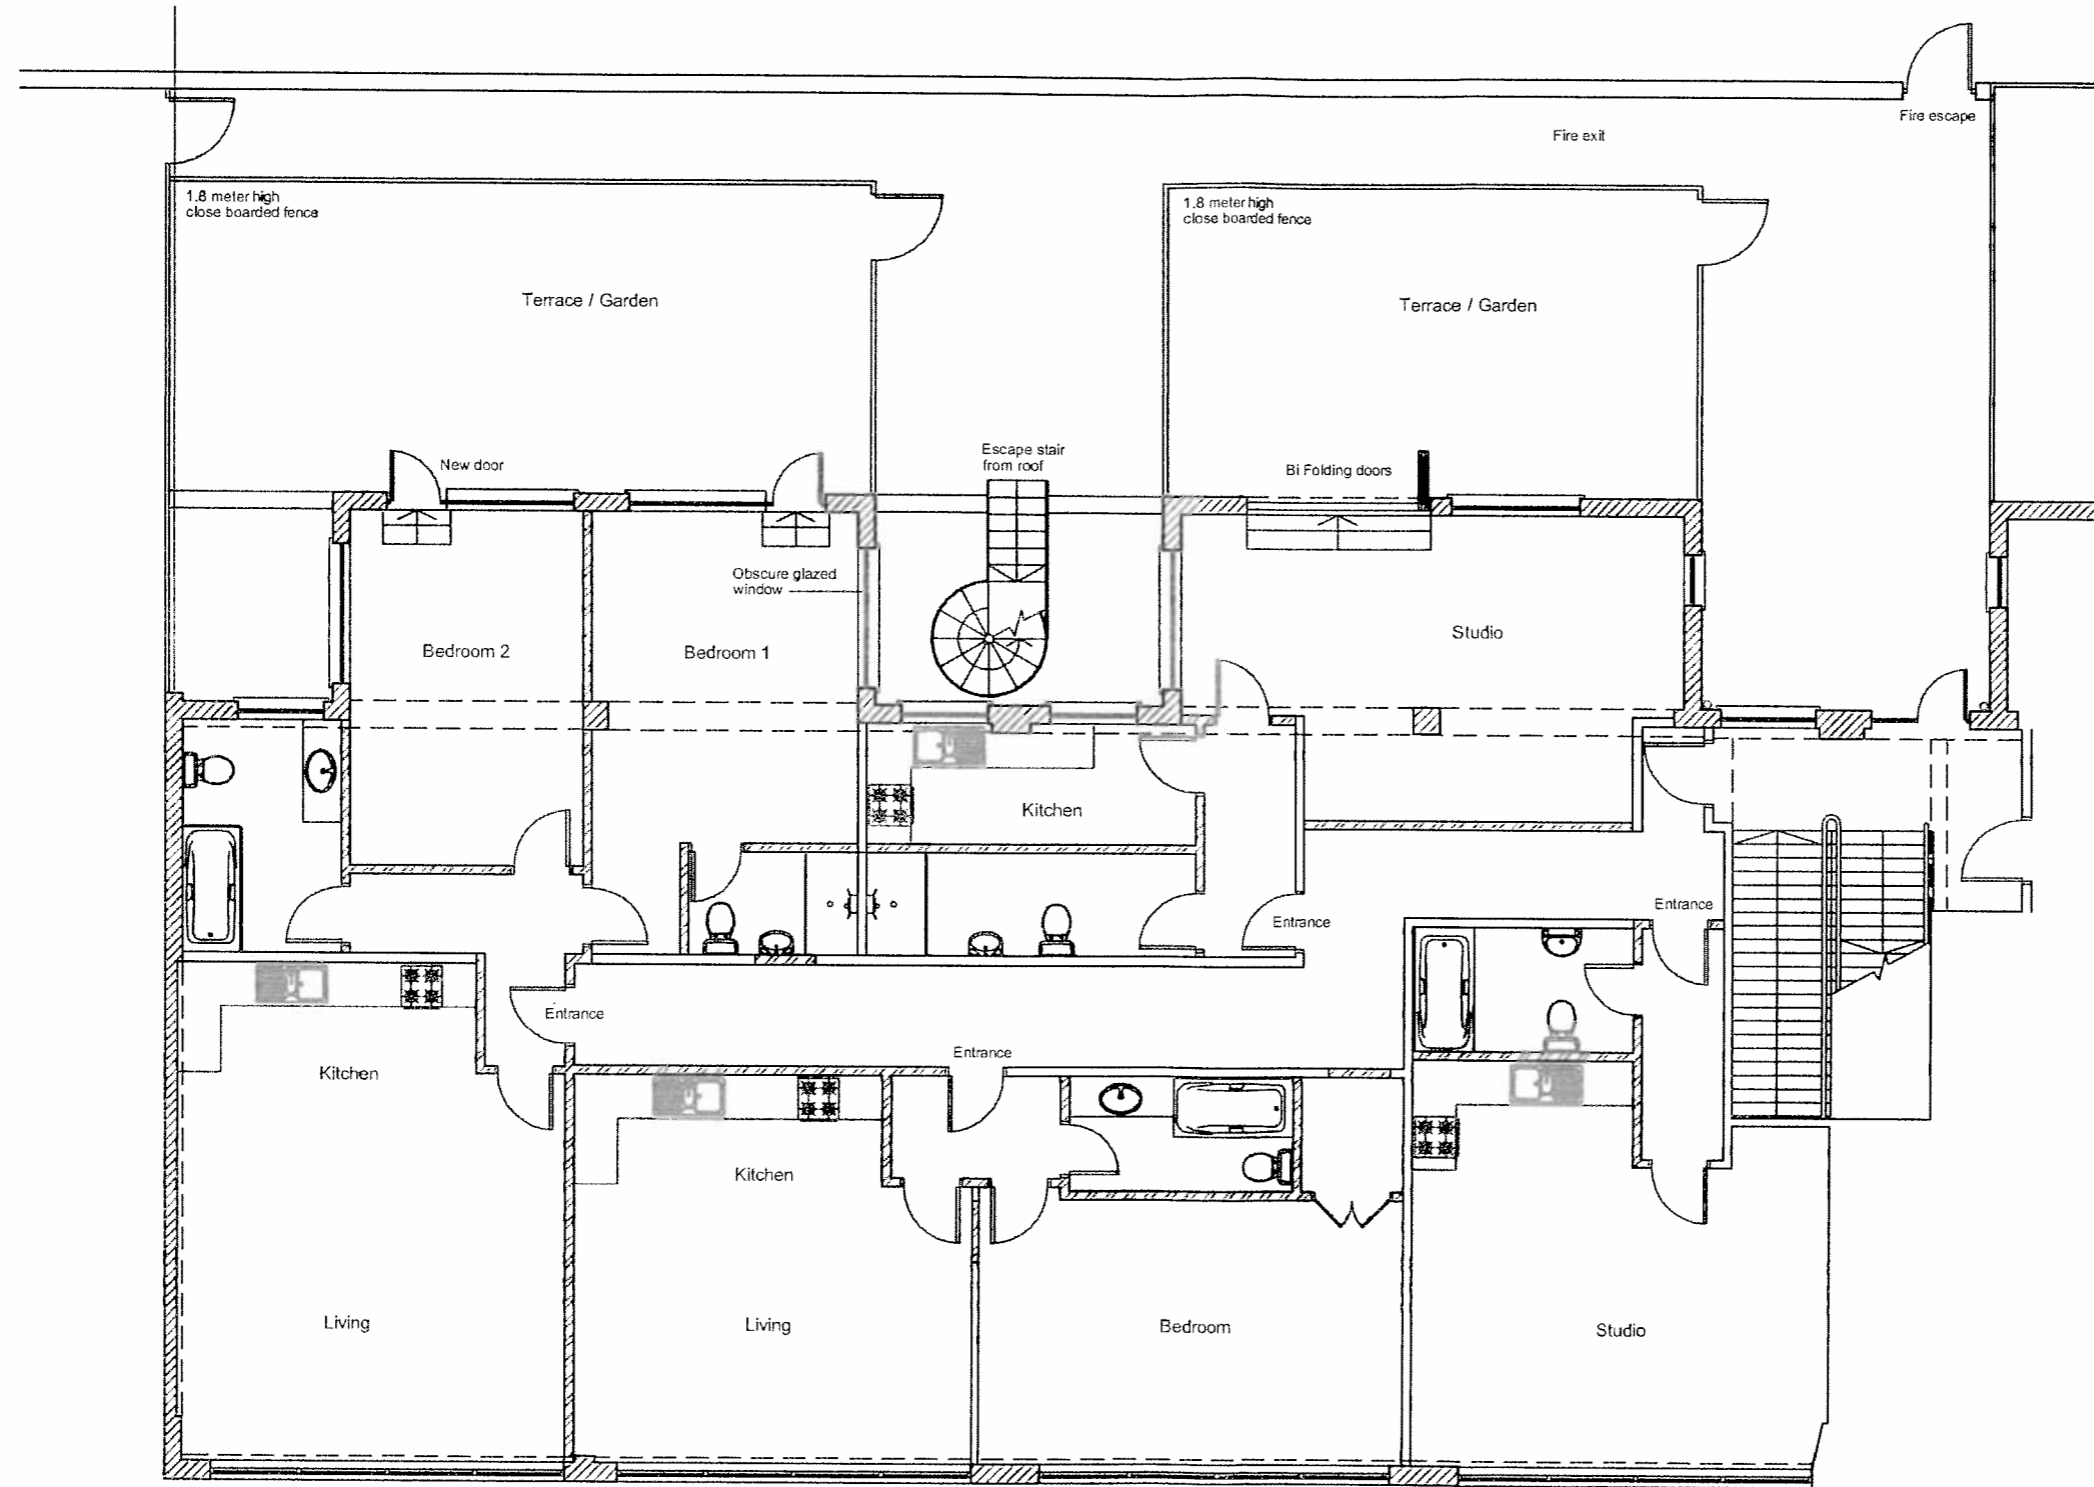 Fire escape
Fire exit
1.8 meter high
close boarded fence
1.8 meter high
close boarded fence
Terrace / Garden
Terrace / Garden
Escape stair
from roof
New door
Bi Folding doors
Obscure glazed
window
Bedroom 2
Bedroom 1
Studio
Kitchen
Entrance
Entrance
Entrance
Entrance
Kitchen
Kitchen
Living
Living
Bedroom
Studio